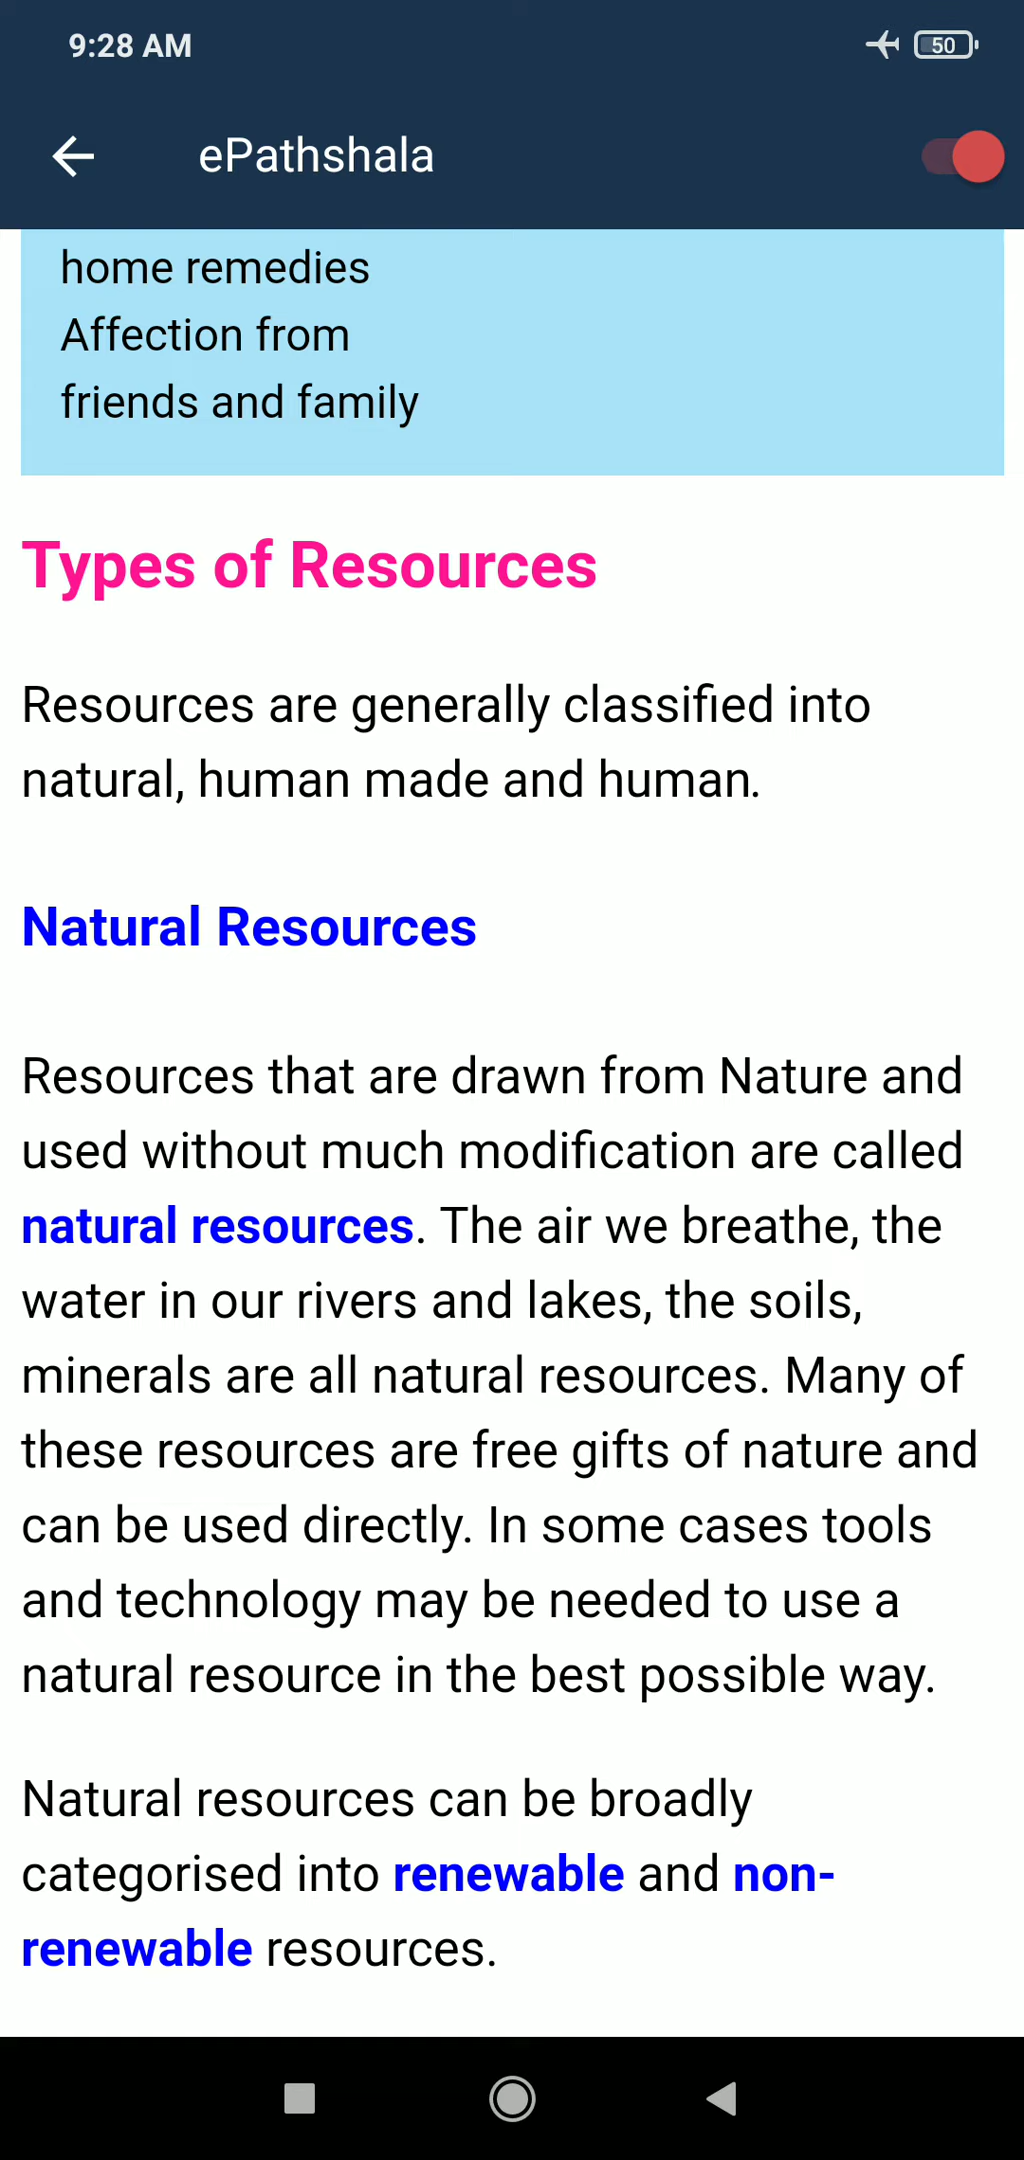 9:28 AM
50
ePathshala
home remedies
Affection from
friends and family
Types of Resources
Resources are generally classified into
natural, human made and human.
Natural Resources
Resources that are drawn from Nature and
used without much modification are called
natural resources. The air we breathe, the
water in our rivers and lakes, the soils,
minerals are all natural resources. Many of
these resources are free gifts of nature and
can be used directly. In some cases tools
and technology may be needed to use a
natural resource in the best possible way.
Natural resources can be broadly
categorised into renewable and non-
renewable resources.